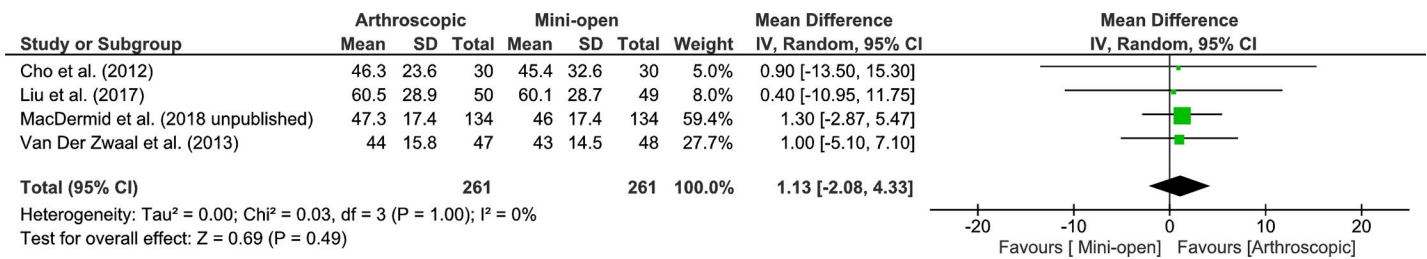 Arthroscopic Mini-open Mean Difference Mean Difference
Study or Subgroup Mean SD Total Mean SD Total Weight IV, Random, 95% CI IV, Random, 95% CI
Cho et al. (2012) 46.3 23.6 30 45.4 32.6 30 5.0% 0.90 [-13.50, 15.30]
Liu et al. (2017) 60.5 28.9 50 60.1 28.7 49 8.0% 0.40 [-10.95, 11.75]
MacDermid et al. (2018 unpublished) 47.3 17.4 134 46 17.4 134 59.4% 1.30 [-2.87, 5.47]
Van Der Zwaal et al. (2013) 44 15.8 47 43 14.5 48 27.7% 1.00 [-5.10, 7.10]
Total (95% CI) 261 261 100.0% 1.13 [-2.08, 4.33]
Heterogeneity: Tau² = 0.00; Chi² = 0.03, df = 3 (P = 1.00); I² = 0%
Test for overall effect: Z = 0.69 (P = 0.49)
-20 -10 0 10 20
Favours [ Mini-open] Favours [Arthroscopic]